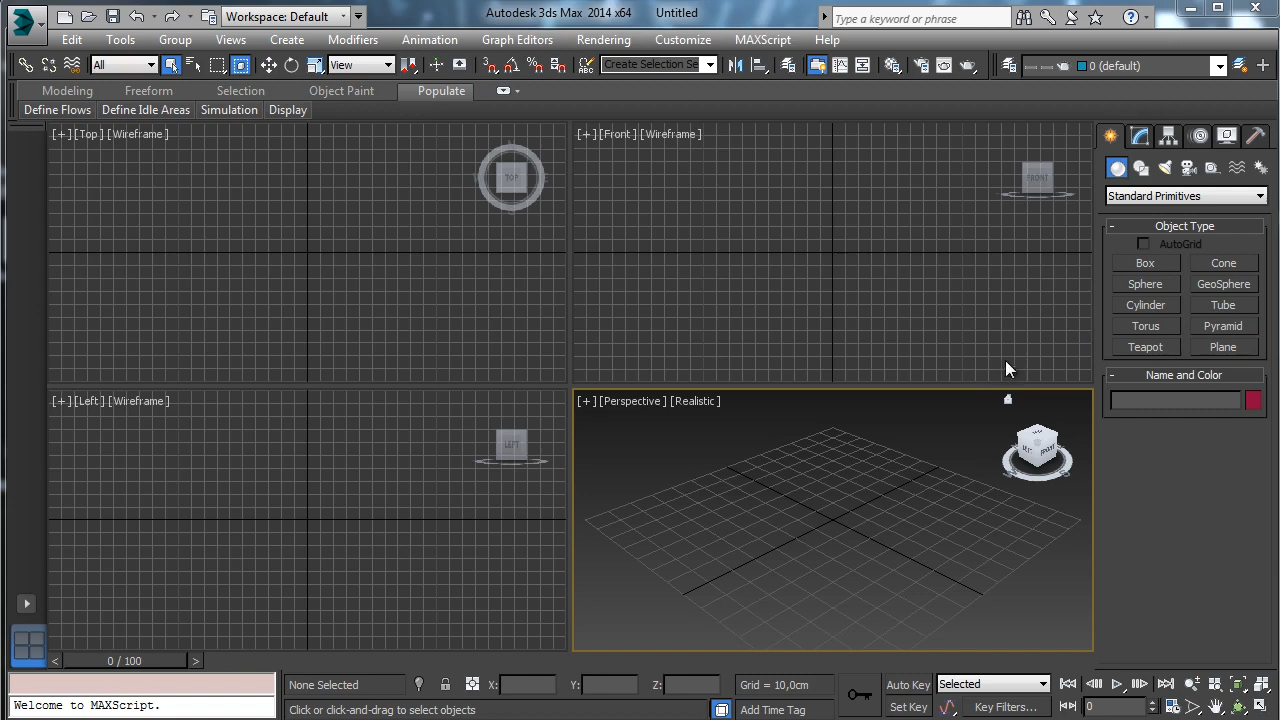 Workspace: Default
Autodesk 3ds Max 2014 x64 Untitled
Type a keyword or phrase
Edit Tools Group Views Create Modifiers Animation Graph Editors Rendering Customize MAXScript Help
All
View
Create Selection Se
0 (default)
Modeling Freeform Selection Object Paint Populate
Define Flows Define Idle Areas Simulation Display
[+] [Top] [Wireframe]
TOP
[+] [Front] [Wireframe]
FRONT
Standard Primitives
- Object Type
AutoGrid
Box Cone
Sphere GeoSphere
Cylinder Tube
Torus Pyramid
Teapot Plane
- Name and Color
[+] [Left] [Wireframe]
LEFT
[+] [Perspective] [Realistic]
FRONT
< 0 / 100 >
None Selected X: Y: Z: Grid = 10,0cm Auto Key Selected
Welcome to MAXScript.
Click or click-and-drag to select objects Add Time Tag Set Key Key Filters... 0